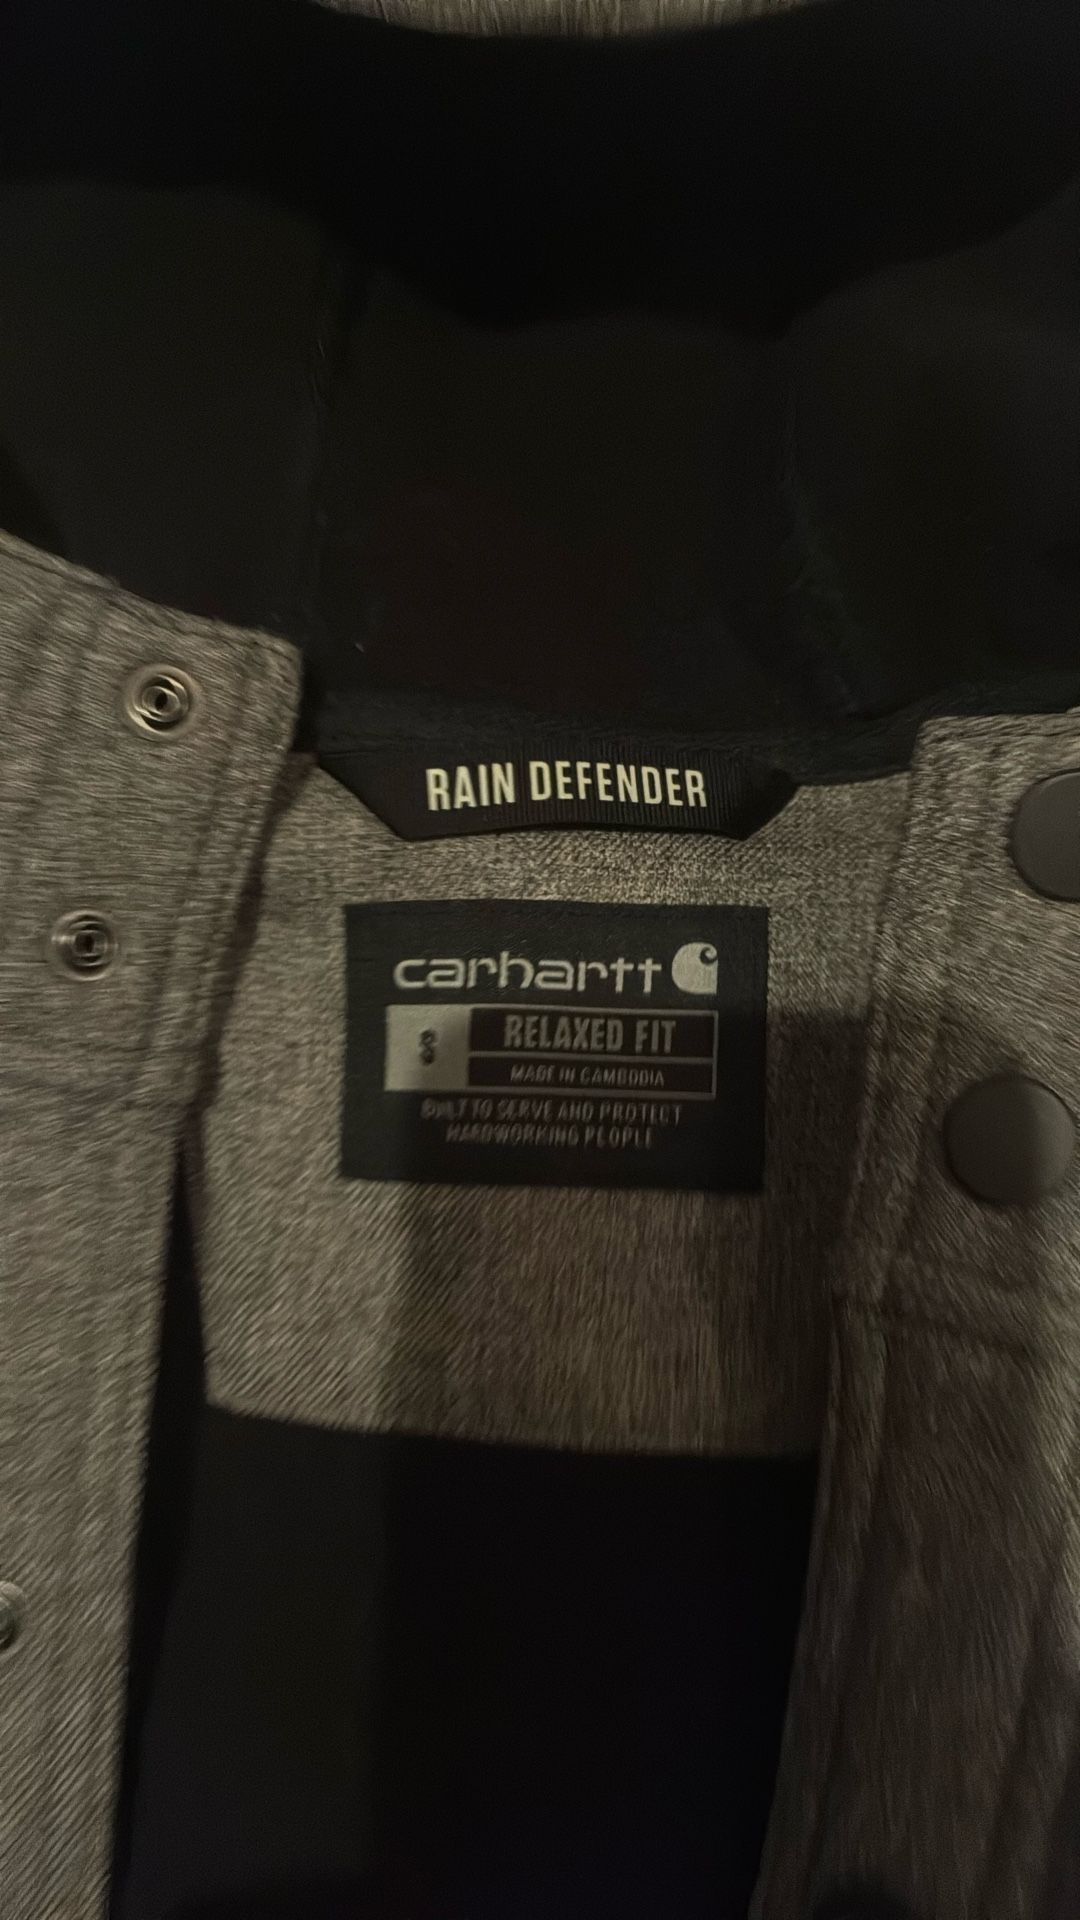 RAIN DEFENDER
carhartt
S RELAXED FIT
MADE IN CAMBODIA
BUILT TO SERVE AND PROTECT
HARDWORKING PEOPLE